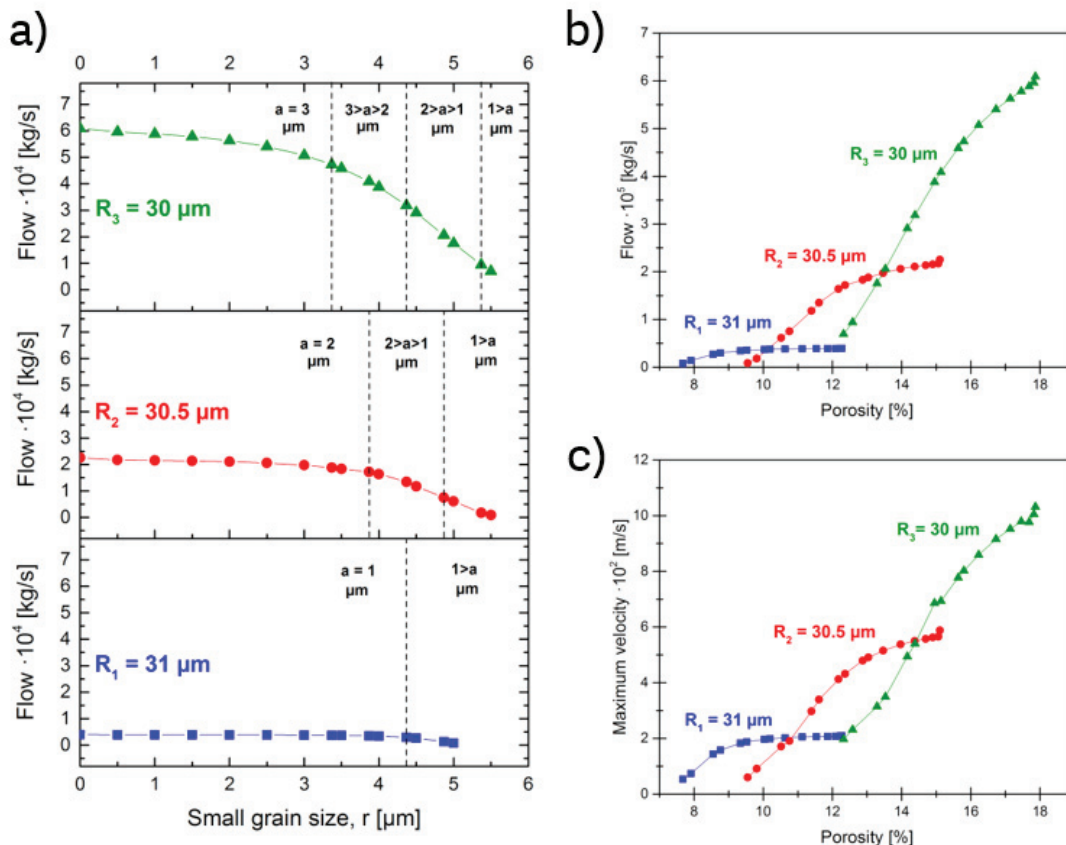 a)
0 1 2 3 4 5 6
a = 3 µm
3>a>2 µm
2>a>1 µm
1>a µm
7
6
5
4
3
2
1
0
Flow ·10⁴ [kg/s]
R₃ = 30 µm
a = 2 µm
2>a>1 µm
1>a µm
7
6
5
4
3
2
1
0
Flow ·10⁴ [kg/s]
R₂ = 30.5 µm
a = 1 µm
1>a µm
7
6
5
4
3
2
1
0
Flow ·10⁴ [kg/s]
R₁ = 31 µm
0 1 2 3 4 5 6
Small grain size, r [µm]
b)
7
6
5
4
3
2
1
0
Flow ·10⁵ [kg/s]
R₃ = 30 µm
R₂ = 30.5 µm
R₁ = 31 µm
8 10 12 14 16 18
Porosity [%]
c)
12
10
8
6
4
2
0
Maximum velocity ·10² [m/s]
R₃= 30 µm
R₂ = 30.5 µm
R₁ = 31 µm
8 10 12 14 16 18
Porosity [%]